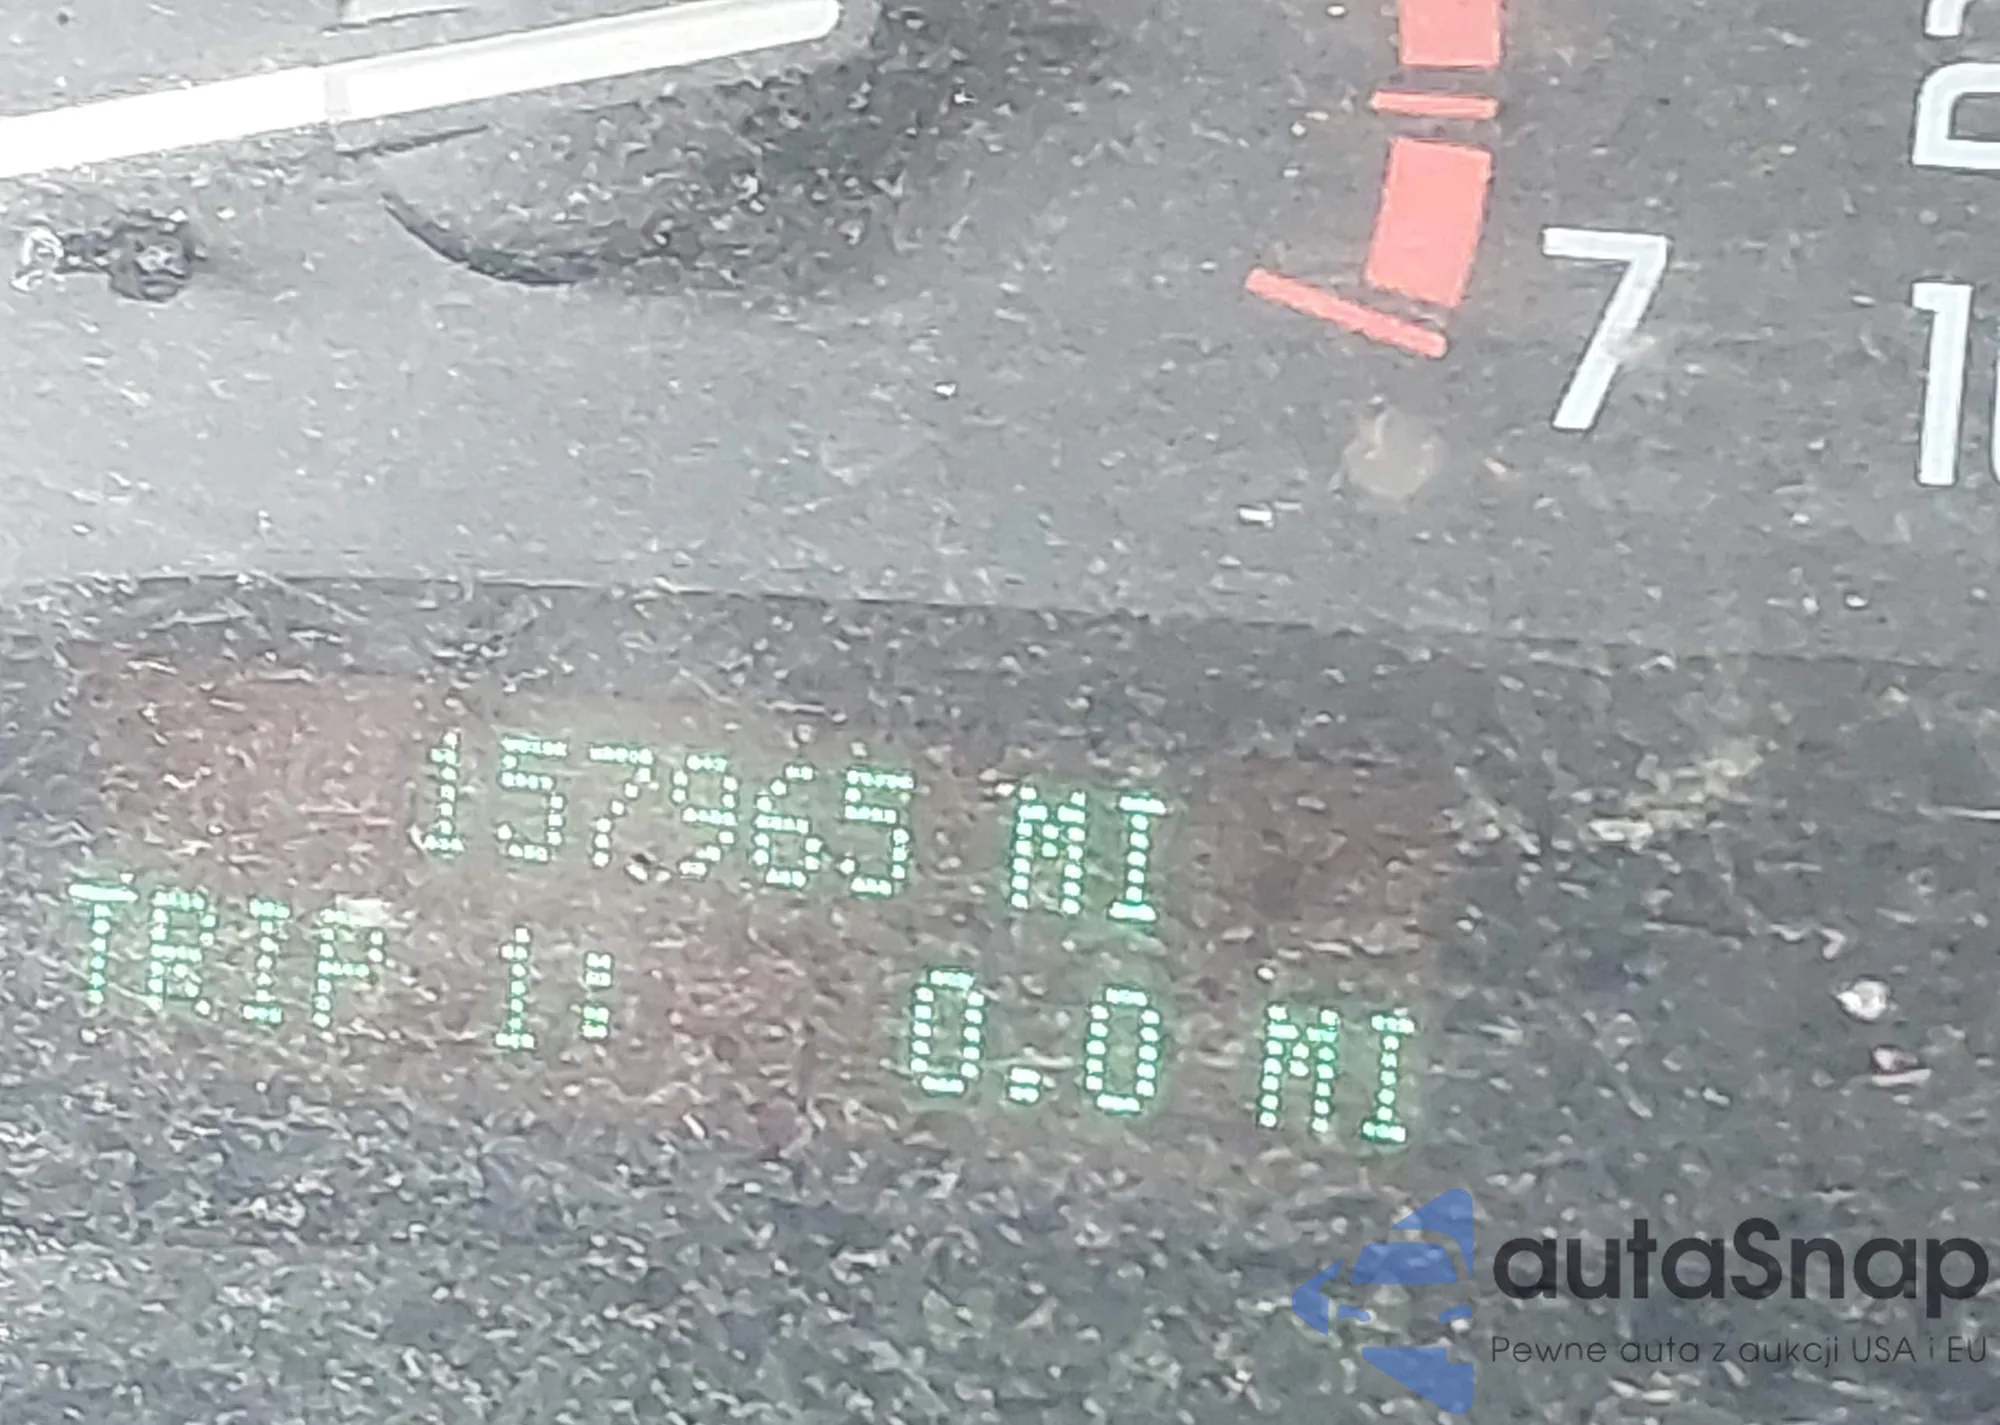 7
157965 MI
TRIP 1: 0.0 MI
autaSnap
Pewne auta z aukcji USA i EU